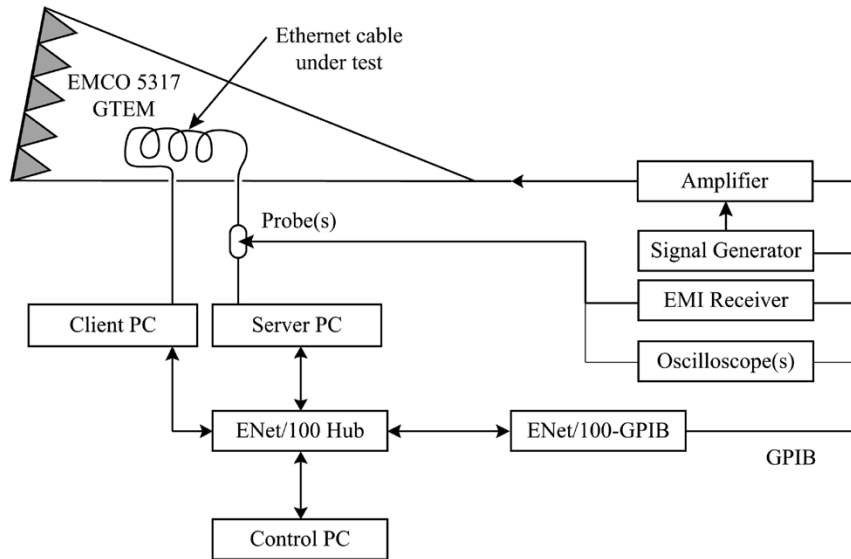 Ethernet cable
under test
EMCO 5317
GTEM
Amplifier
Probe(s)
Signal Generator
EMI Receiver
Client PC
Server PC
Oscilloscope(s)
ENet/100 Hub
ENet/100-GPIB
GPIB
Control PC